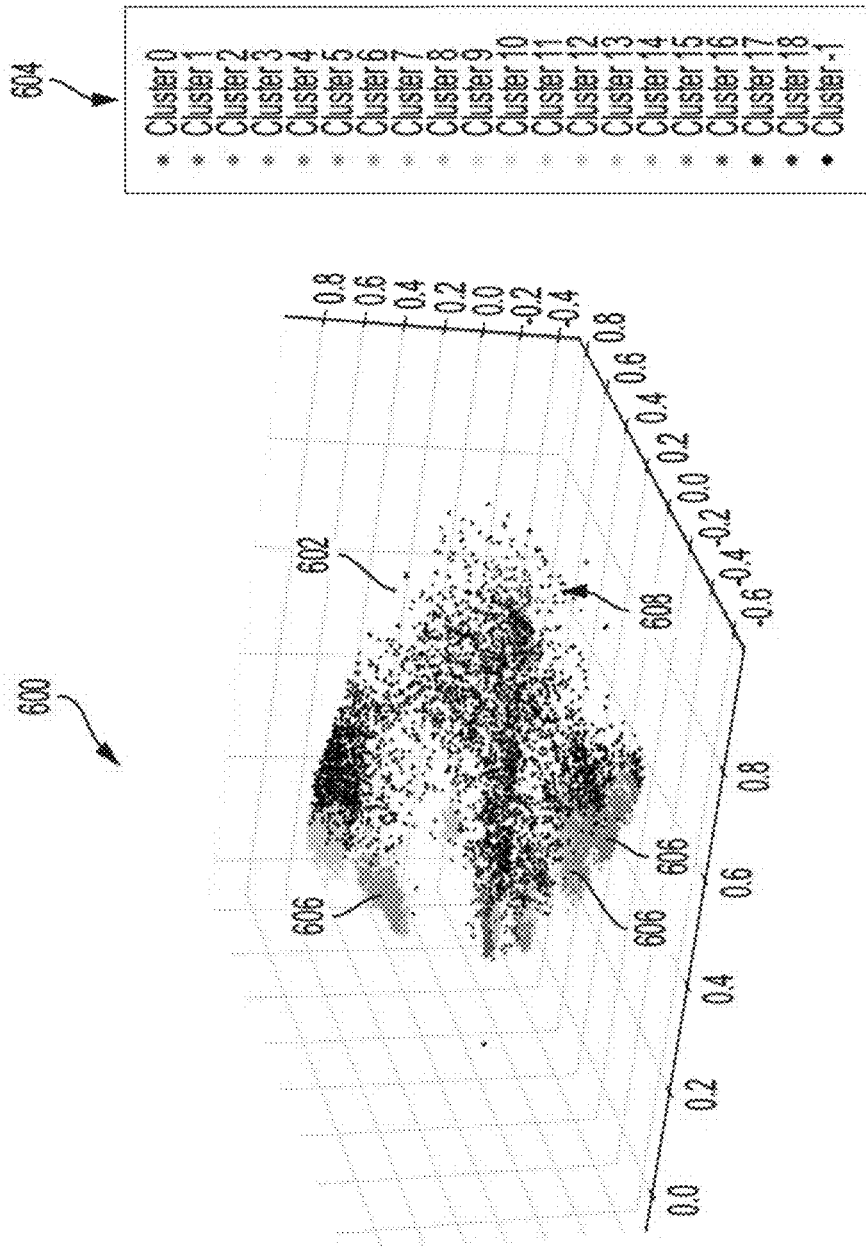 600
604
Cluster 0
Cluster 1
Cluster 2
Cluster 3
Cluster 4
Cluster 5
Cluster 6
Cluster 7
Cluster 8
Cluster 9
Cluster 10
Cluster 11
Cluster 12
Cluster 13
Cluster 14
Cluster 15
Cluster 16
Cluster 17
Cluster 18
Cluster -1
602
606
606
606
608
0.8
0.6
0.4
0.2
0.0
-0.2
-0.4
0.8
0.6
0.4
0.2
0.0
-0.2
-0.4
-0.6
0.0
0.2
0.4
0.6
0.8